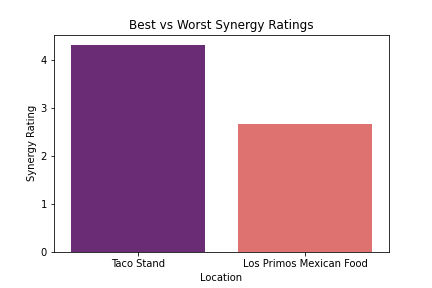 Best vs Worst Synergy Ratings
Synergy Rating
4
3
2
1
0
Taco Stand
Los Primos Mexican Food
Location